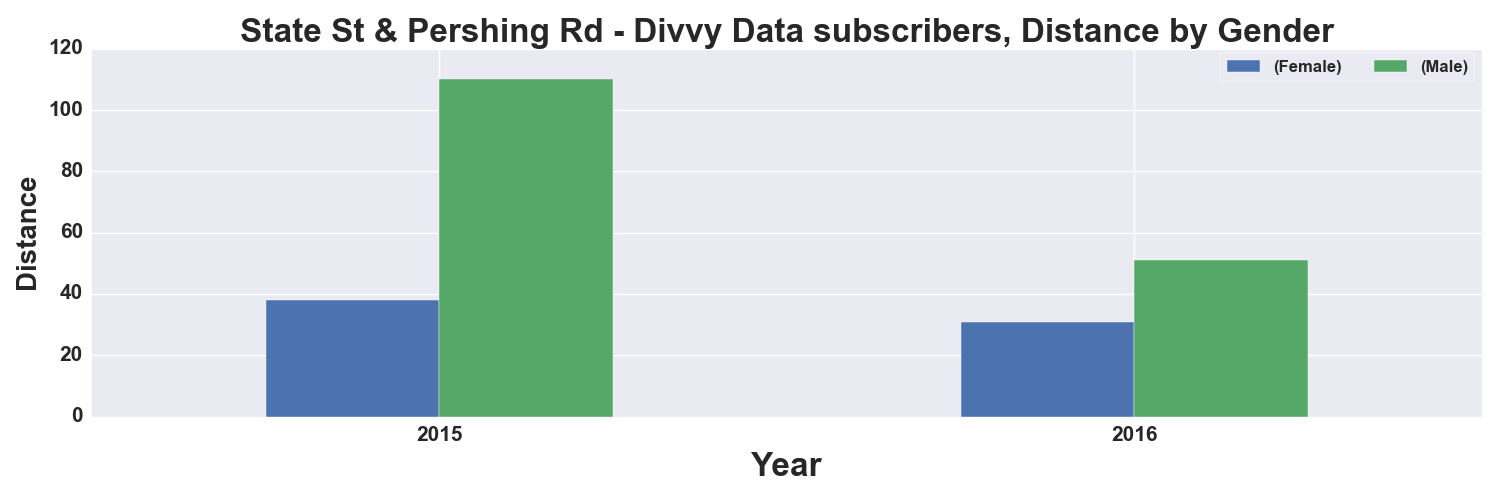 State St & Pershing Rd - Divvy Data subscribers, Distance by Gender
120
(Female) (Male)
100
80
60
40
20
0
Distance
2015 2016
Year